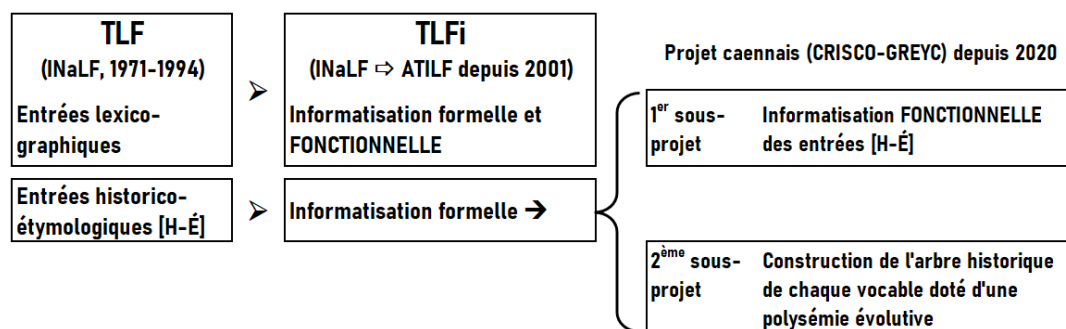 TLF
(INaLF, 1971-1994)
Entrées lexico-
graphiques
TLFi
(INaLF ⇨ ATILF depuis 2001)
Informatisation formelle et
FONCTIONNELLE
Entrées historico-
étymologiques [H-É]
Informatisation formelle ➔
Projet caennais (CRISCO-GREYC) depuis 2020
1er sous-
projet
Informatisation FONCTIONNELLE
des entrées [H-É]
2ème sous-
projet
Construction de l'arbre historique
de chaque vocable doté d'une
polysémie évolutive